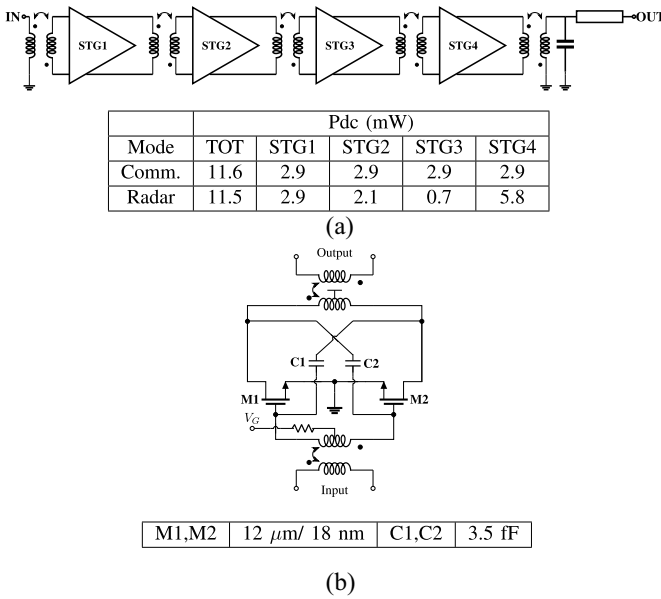 IN STG1 STG2 STG3 STG4 OUT
Pdc (mW)
Mode TOT STG1 STG2 STG3 STG4
Comm. 11.6 2.9 2.9 2.9 2.9
Radar 11.5 2.9 2.1 0.7 5.8
(a)
Output
C1 C2
M1 M2
V_G
Input
M1,M2 12 μm/ 18 nm C1,C2 3.5 fF
(b)